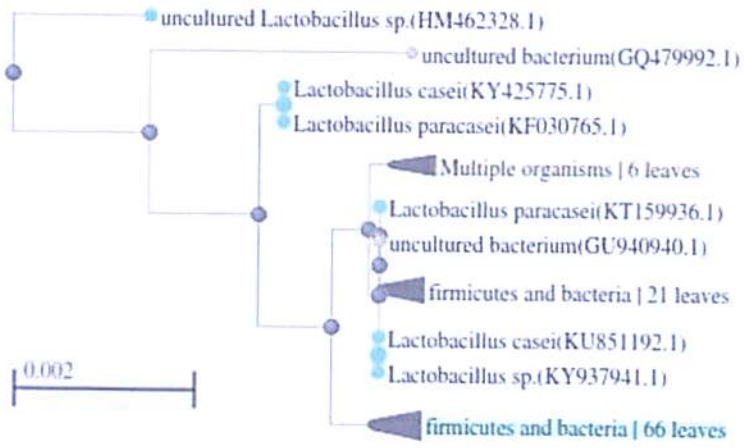 uncultured Lactobacillus sp.(HM462328.1)
uncultured bacterium(GQ479992.1)
Lactobacillus casei(KY425775.1)
Lactobacillus paracasei(KF030765.1)
Multiple organisms | 6 leaves
Lactobacillus paracasei(KT159936.1)
uncultured bacterium(GU940940.1)
firmicutes and bacteria | 21 leaves
Lactobacillus casei(KU851192.1)
Lactobacillus sp.(KY937941.1)
0.002
firmicutes and bacteria | 66 leaves